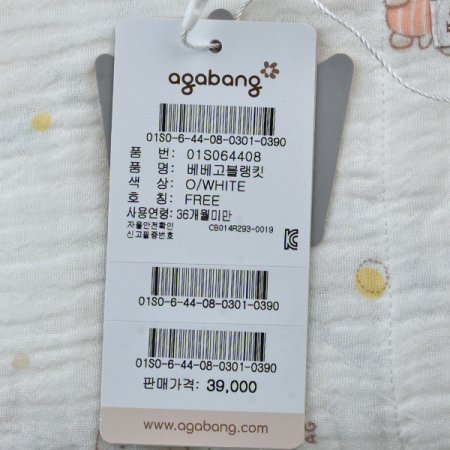 agabang
01S0-6-44-08-0301-0390
품 번: 01S064408
품 명: 베베고블랭킷
색 상: O/WHITE
호 칭: FREE
사용연령: 36개월미만
자율안전확인
신고필증번호 CB014R293-0019
01S0-6-44-08-0301-0390
01S0-6-44-08-0301-0390
판매가격: 39,000
www.agabang.com
AG